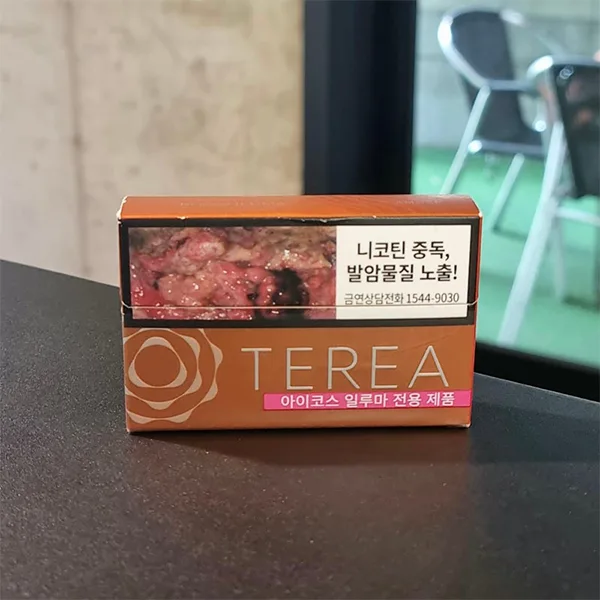 니코틴 중독,
발암물질 노출!
금연상담전화 1544-9030
TEREA
아이코스 일루마 전용 제품